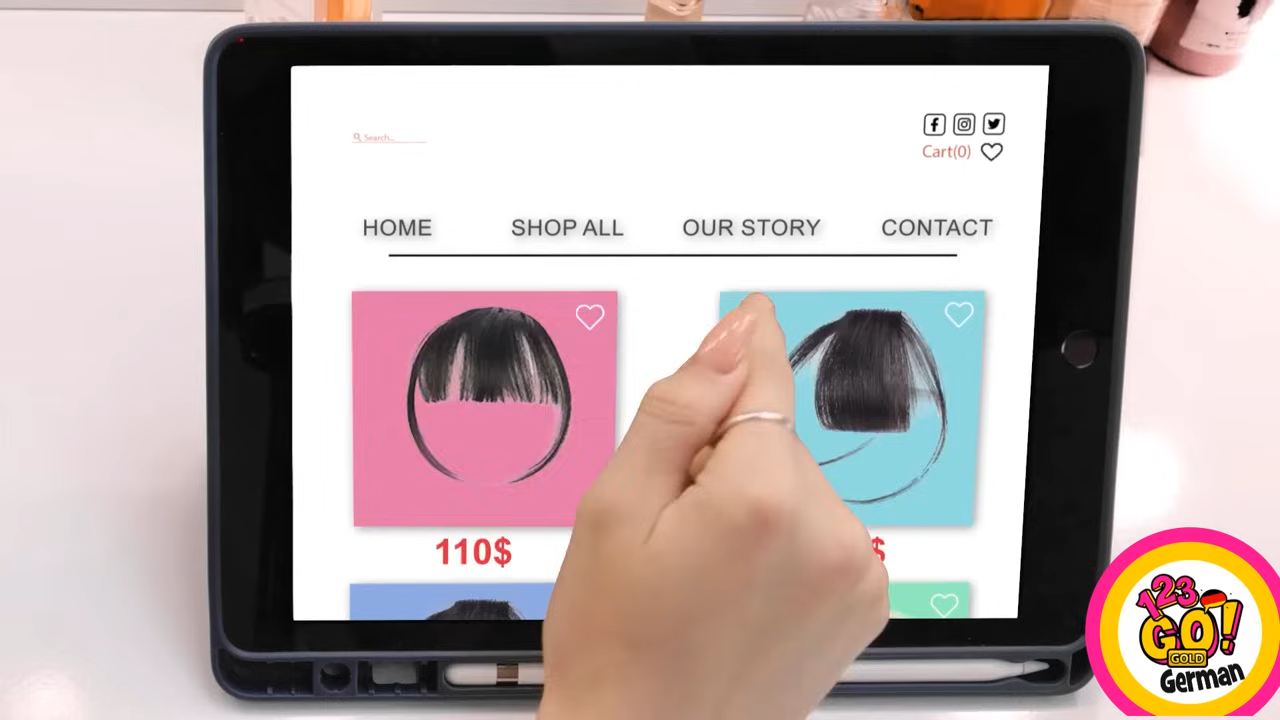 Search...
Cart(0)
HOME SHOP ALL OUR STORY CONTACT
110$
$
123
GO!
GOLD
German